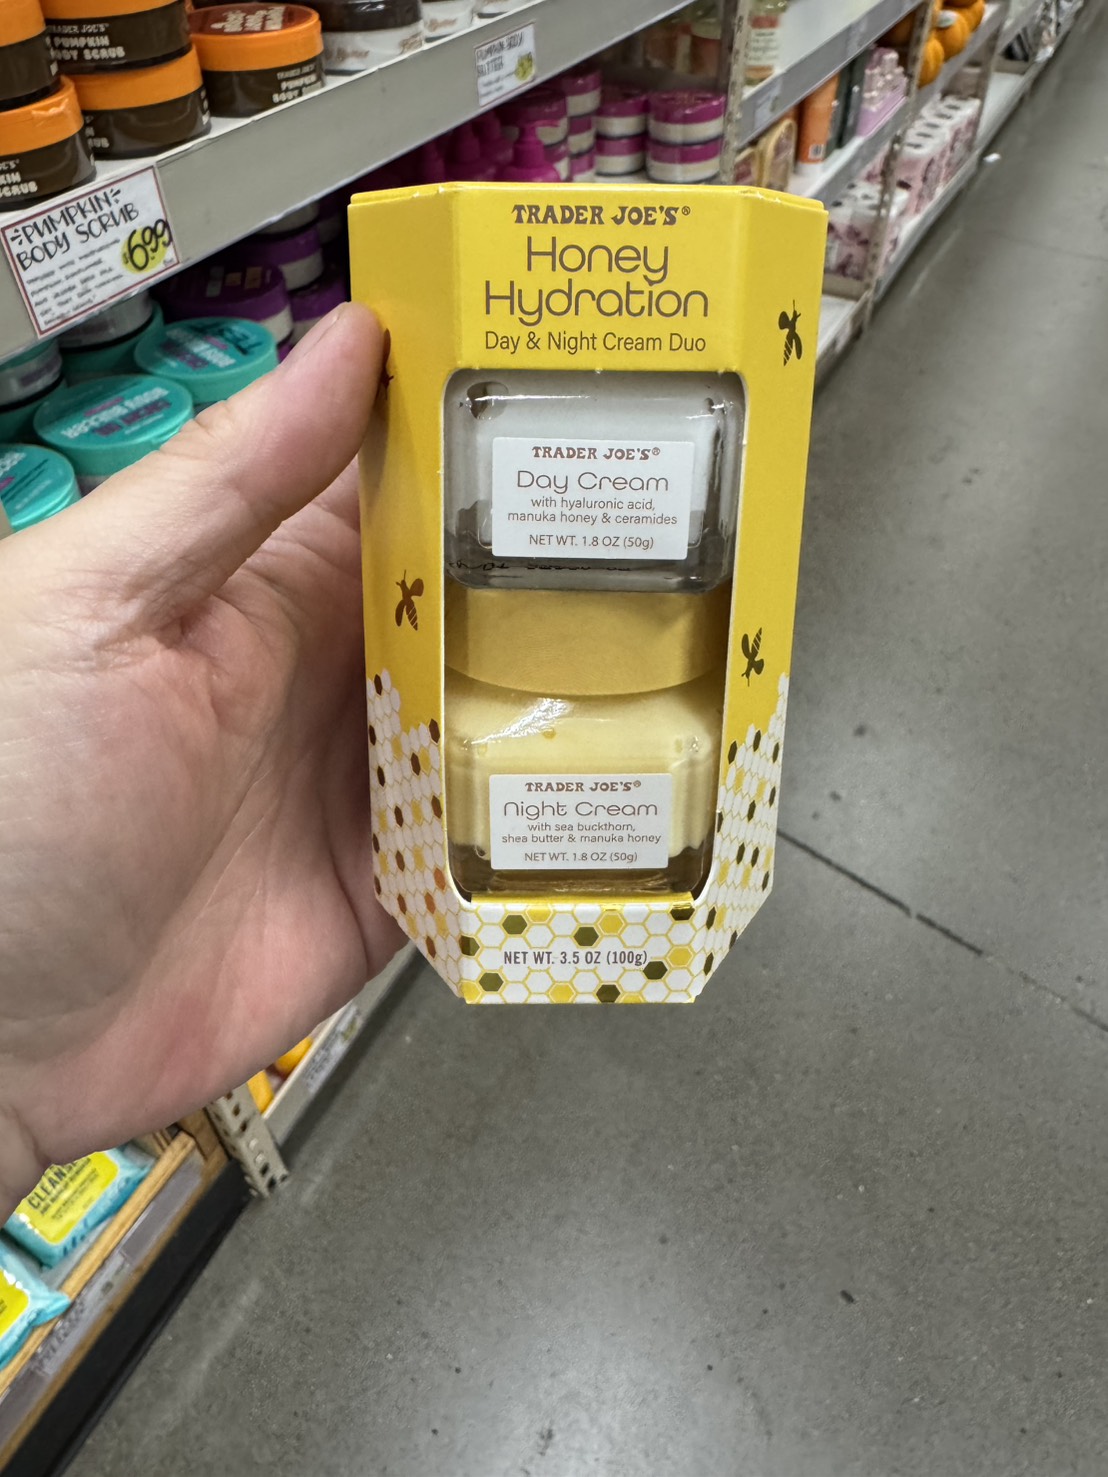 TRADER JOE'S®
Honey
Hydration
Day & Night Cream Duo
TRADER JOE'S®
Day Cream
with hyaluronic acid,
manuka honey & ceramides
NET WT. 1.8 OZ (50g)
TRADER JOE'S®
Night Cream
with sea buckthorn,
shea butter & manuka honey
NET WT. 1.8 OZ (50g)
NET WT. 3.5 OZ (100g)
PUMPKIN
BODY SCRUB
6.99
TRADER JOE'S
PUMPKIN
BODY SCRUB